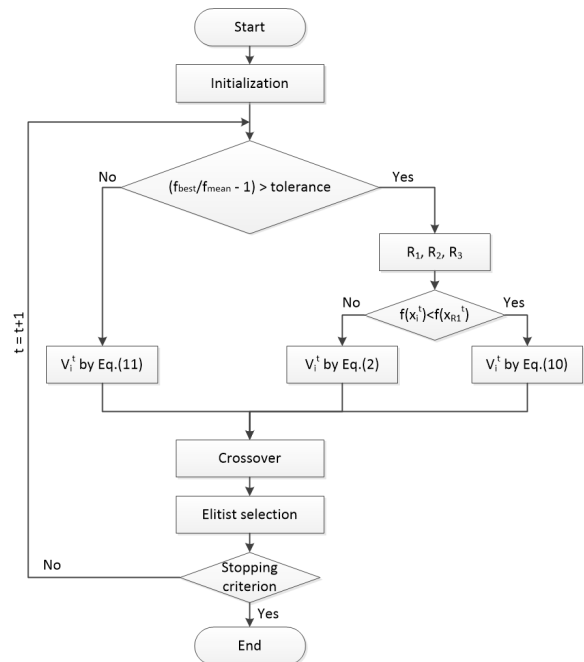 Start
Initialization
(fbest/fmean - 1) > tolerance
No
Yes
R₁, R₂, R₃
f(xᵢᵗ)<f(x_R1ᵗ)
No
Yes
Vᵢᵗ by Eq.(11)
Vᵢᵗ by Eq.(2)
Vᵢᵗ by Eq.(10)
t = t+1
Crossover
Elitist selection
Stopping
criterion
No
Yes
End